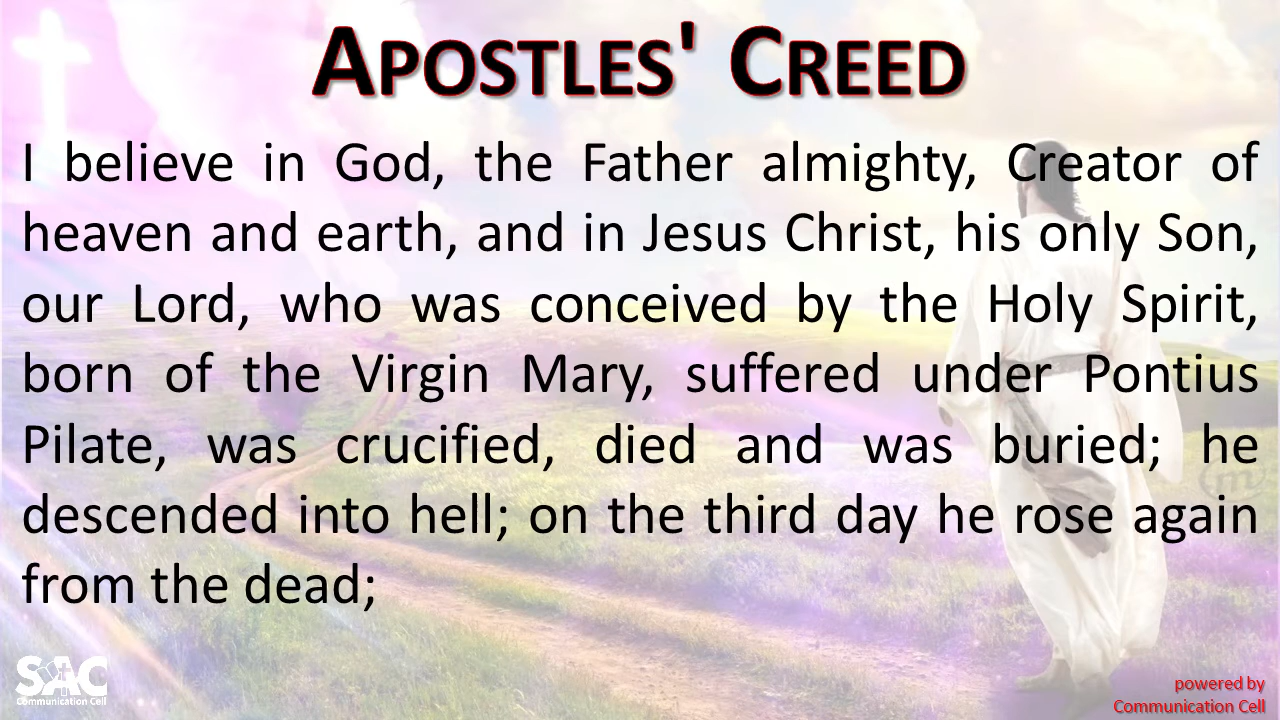 APOSTLES' CREED
I believe in God, the Father almighty, Creator of
heaven and earth, and in Jesus Christ, his only Son,
our Lord, who was conceived by the Holy Spirit,
born of the Virgin Mary, suffered under Pontius
Pilate, was crucified, died and was buried; he
descended into hell; on the third day he rose again
from the dead;
SAC
Communication Cell
powered by
Communication Cell